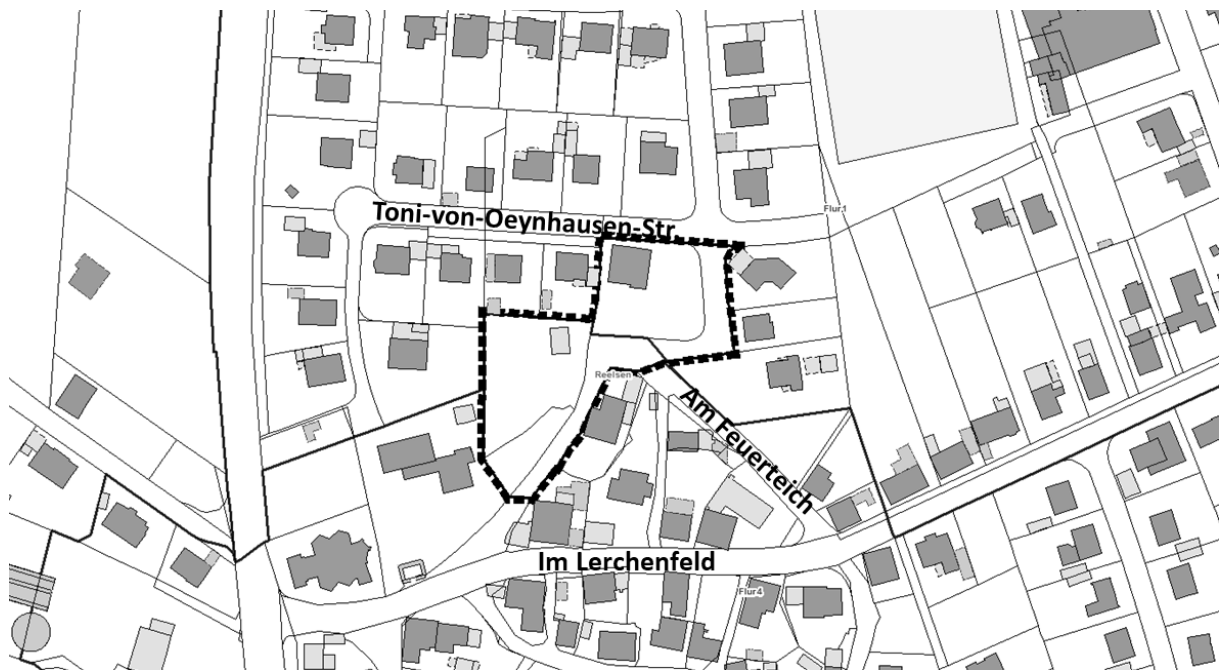 Flur 1
Toni-von-Oeynhausen-Str.
Reelsen
Am Feuerteich
Im Lerchenfeld
Flur 4